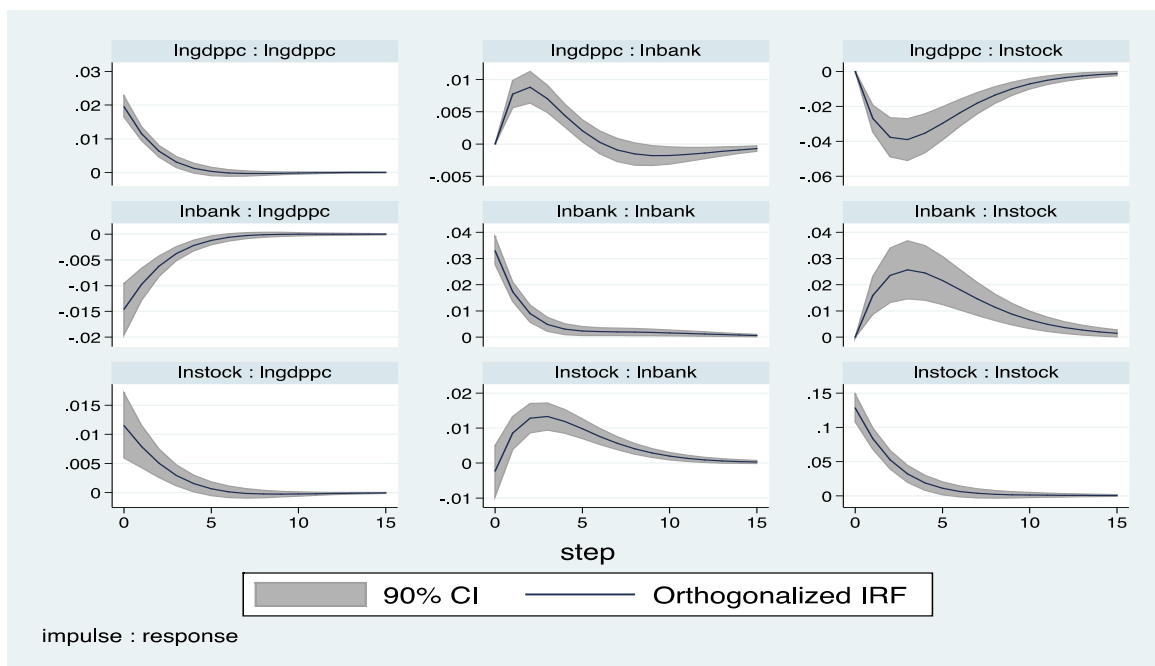 lngdppc : lngdppc
lngdppc : lnbank
lngdppc : lnstock
.03
.02
.01
0
.01
.005
0
-.005
0
-.02
-.04
-.06
lnbank : lngdppc
lnbank : lnbank
lnbank : lnstock
0
-.005
-.01
-.015
-.02
.04
.03
.02
.01
0
.04
.03
.02
.01
0
lnstock : lngdppc
lnstock : lnbank
lnstock : lnstock
.015
.01
.005
0
.02
.01
0
-.01
.15
.1
.05
0
0 5 10 15
0 5 10 15
0 5 10 15
step
90% CI
Orthogonalized IRF
impulse : response